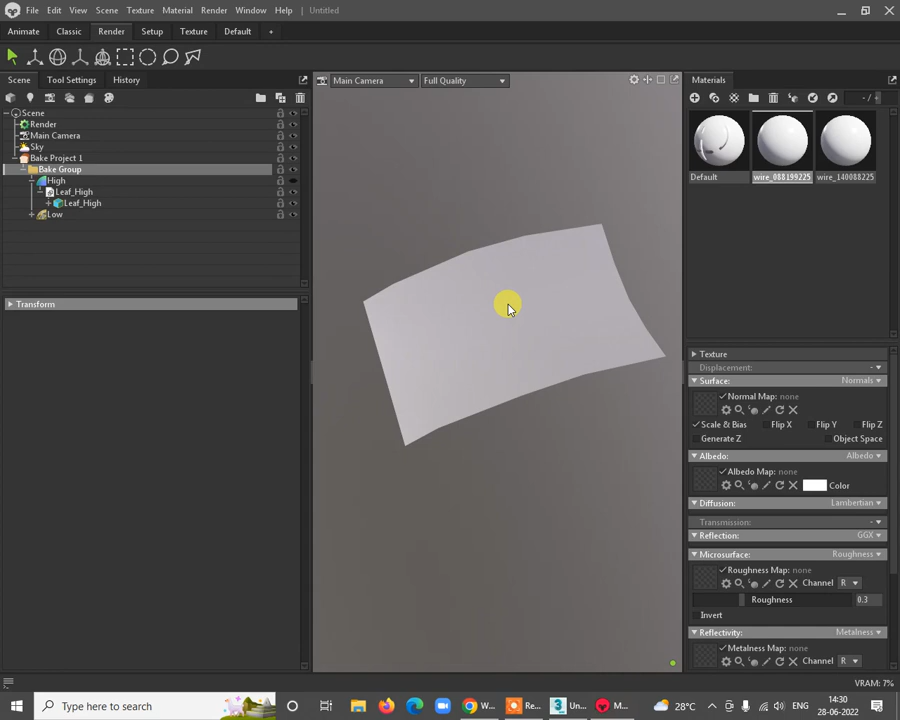 File Edit View Scene Texture Material Render Window Help Untitled
Animate Classic Render Setup Texture Default +
Scene Tool Settings History
Main Camera Full Quality
Materials
- /
Scene
Render
Main Camera
Sky
Bake Project 1
Bake Group
High
Leaf_High
Leaf_High
Low
Transform
Default wire_088199225 wire_140088225
Texture
Displacement: -
Surface: Normals
Normal Map: none
Scale & Bias Flip X Flip Y Flip Z
Generate Z Object Space
Albedo: Albedo
Albedo Map: none
Color
Diffusion: Lambertian
Transmission: -
Reflection: GGX
Microsurface: Roughness
Roughness Map: none
Channel R
Roughness 0.3
Invert
Reflectivity: Metalness
Metalness Map: none
Channel R
VRAM: 7%
Type here to search
W... Re... Un... M...
28°C
14:30
28-06-2022